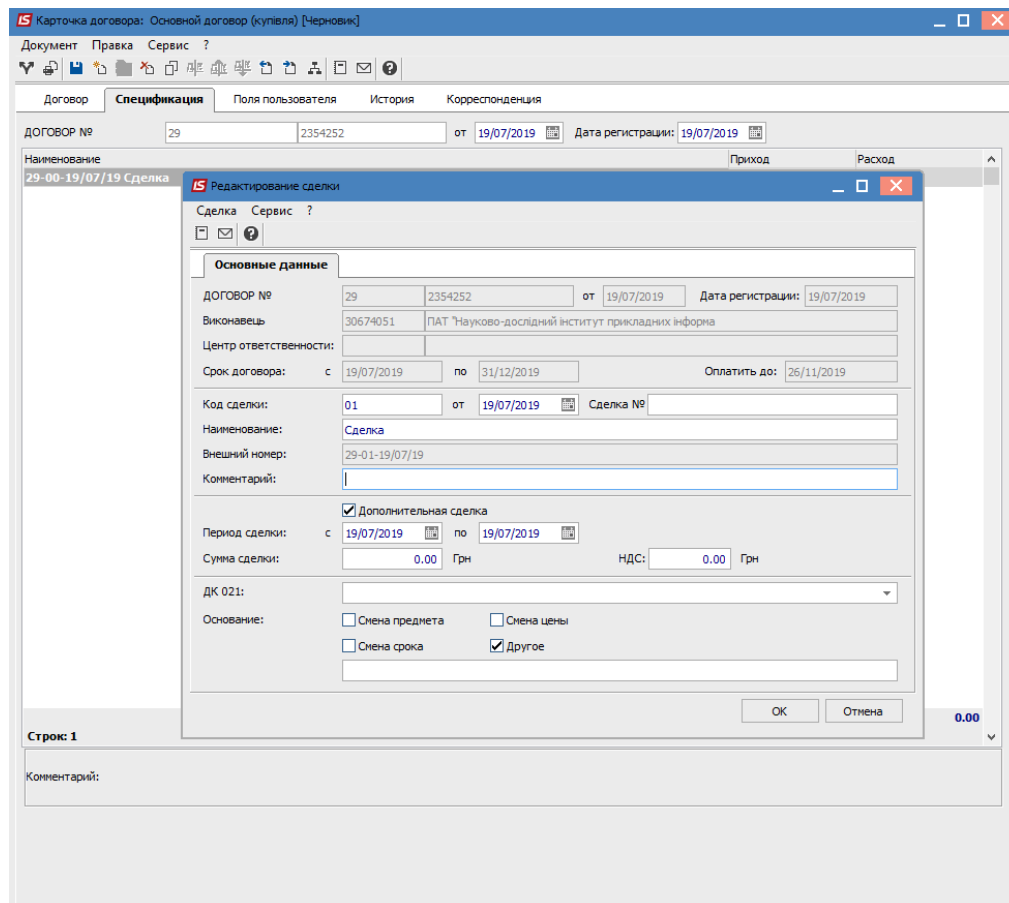 Карточка договора: Основной договор (купівля) [Черновик]
Документ Правка Сервис ?
Договор Спецификация Поля пользователя История Корреспонденция
ДОГОВОР № 29 2354252 от 19/07/2019 Дата регистрации: 19/07/2019
Наименование Приход Расход
29-00-19/07/19 Сделка
Редактирование сделки
Сделка Сервис ?
Основные данные
ДОГОВОР № 29 2354252 от 19/07/2019 Дата регистрации: 19/07/2019
Виконавець 30674051 ПАТ "Науково-дослідний інститут прикладних інформа
Центр ответственности:
Срок договора: с 19/07/2019 по 31/12/2019 Оплатить до: 26/11/2019
Код сделки: 01 от 19/07/2019 Сделка №
Наименование: Сделка
Внешний номер: 29-01-19/07/19
Комментарий:
Дополнительная сделка
Период сделки: с 19/07/2019 по 19/07/2019
Сумма сделки: 0.00 Грн НДС: 0.00 Грн
ДК 021:
Основание: Смена предмета Смена цены
Смена срока Другое
ОК Отмена
0.00
Строк: 1
Комментарий: